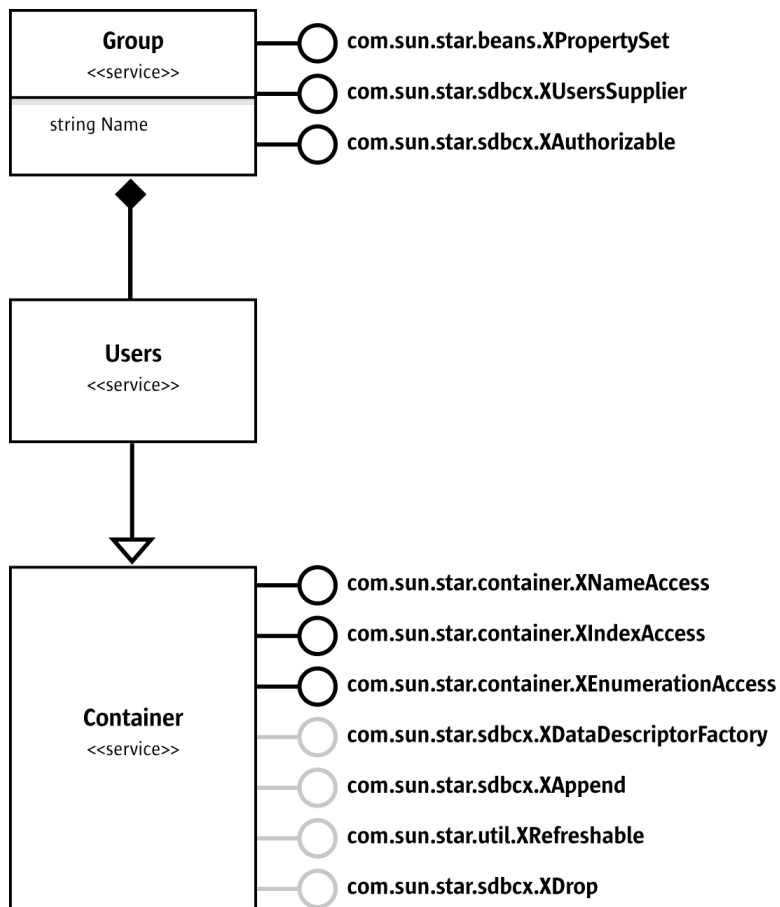 Group
<<service>>
string Name
com.sun.star.beans.XPropertySet
com.sun.star.sdbcx.XUsersSupplier
com.sun.star.sdbcx.XAuthorizable
Users
<<service>>
Container
<<service>>
com.sun.star.container.XNameAccess
com.sun.star.container.XIndexAccess
com.sun.star.container.XEnumerationAccess
com.sun.star.sdbcx.XDataDescriptorFactory
com.sun.star.sdbcx.XAppend
com.sun.star.util.XRefreshable
com.sun.star.sdbcx.XDrop